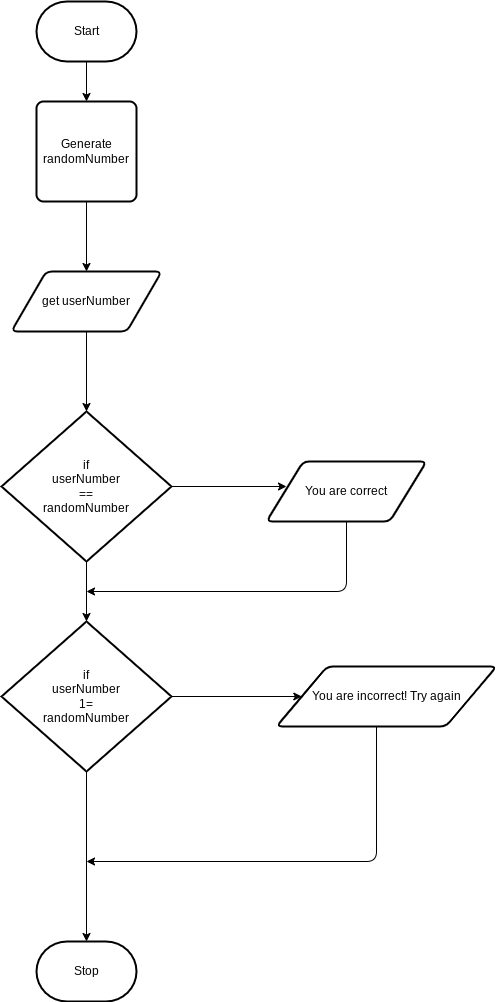 Start
Generate
randomNumber
get userNumber
if
userNumber
==
randomNumber
You are correct
if
userNumber
1=
randomNumber
You are incorrect! Try again
Stop